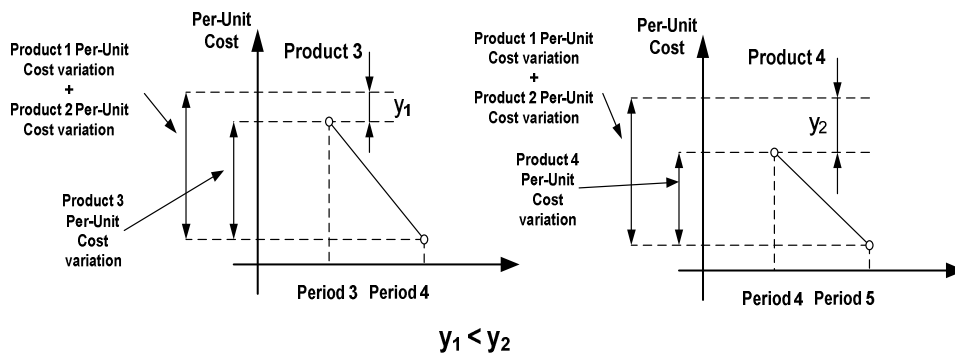 Per-Unit
Cost
Product 3
Product 1 Per-Unit
Cost variation
+
Product 2 Per-Unit
Cost variation
y1
Product 3
Per-Unit
Cost
variation
Period 3
Period 4
Per-Unit
Cost
Product 4
Product 1 Per-Unit
Cost variation
+
Product 2 Per-Unit
Cost variation
y2
Product 4
Per-Unit
Cost
variation
Period 4
Period 5
y1 < y2